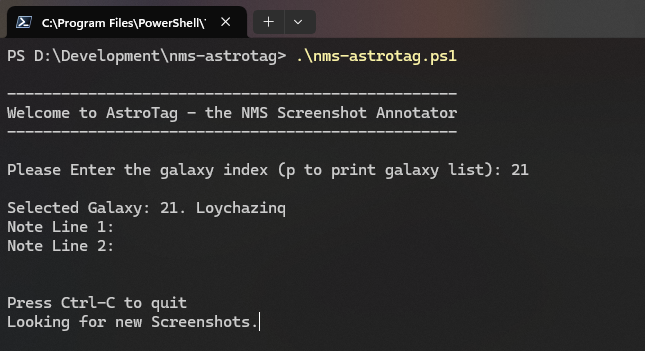 C:\Program Files\PowerShell\
PS D:\Development\nms-astrotag> .\nms-astrotag.ps1
--------------------------------------------------
Welcome to AstroTag - the NMS Screenshot Annotator
--------------------------------------------------
Please Enter the galaxy index (p to print galaxy list): 21
Selected Galaxy: 21. Loychazinq
Note Line 1:
Note Line 2:
Press Ctrl-C to quit
Looking for new Screenshots.